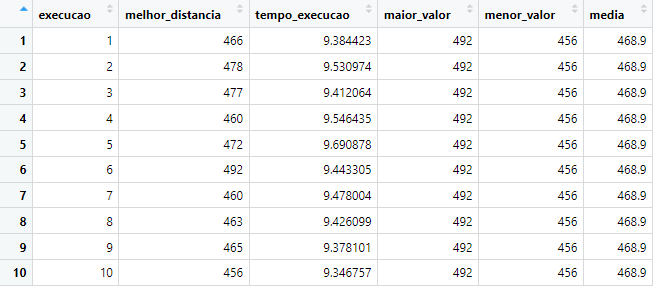 execucao melhor_distancia tempo_execucao maior_valor menor_valor media
1 1 466 9.384423 492 456 468.9
2 2 478 9.530974 492 456 468.9
3 3 477 9.412064 492 456 468.9
4 4 460 9.546435 492 456 468.9
5 5 472 9.690878 492 456 468.9
6 6 492 9.443305 492 456 468.9
7 7 460 9.478004 492 456 468.9
8 8 463 9.426099 492 456 468.9
9 9 465 9.378101 492 456 468.9
10 10 456 9.346757 492 456 468.9